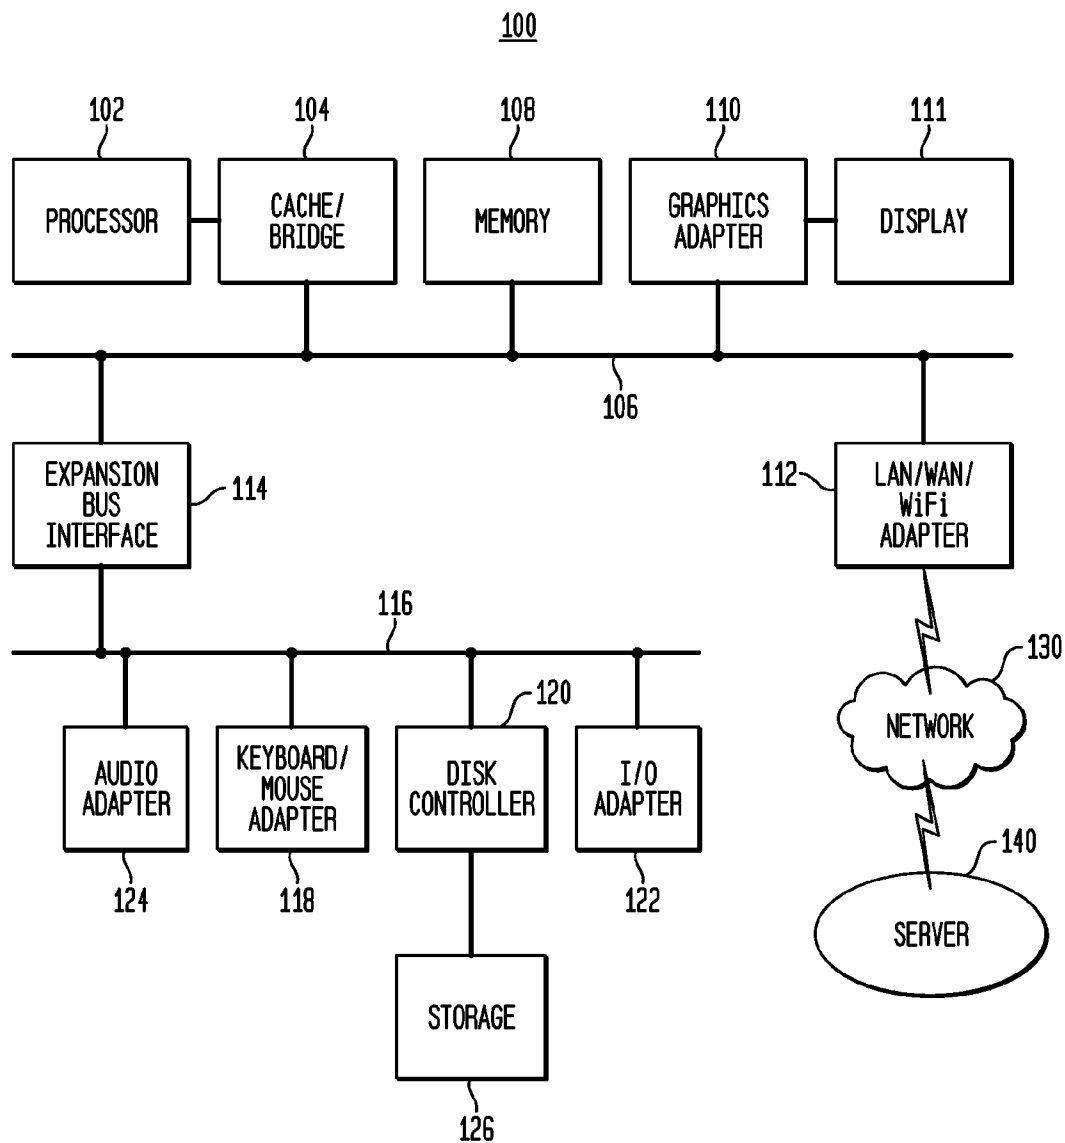 100
102
104
108
110
111
PROCESSOR
CACHE/
BRIDGE
MEMORY
GRAPHICS
ADAPTER
DISPLAY
106
EXPANSION
BUS
INTERFACE
114
112
LAN/WAN/
WiFi
ADAPTER
116
130
NETWORK
120
AUDIO
ADAPTER
KEYBOARD/
MOUSE
ADAPTER
DISK
CONTROLLER
I/O
ADAPTER
124
118
122
140
SERVER
STORAGE
126